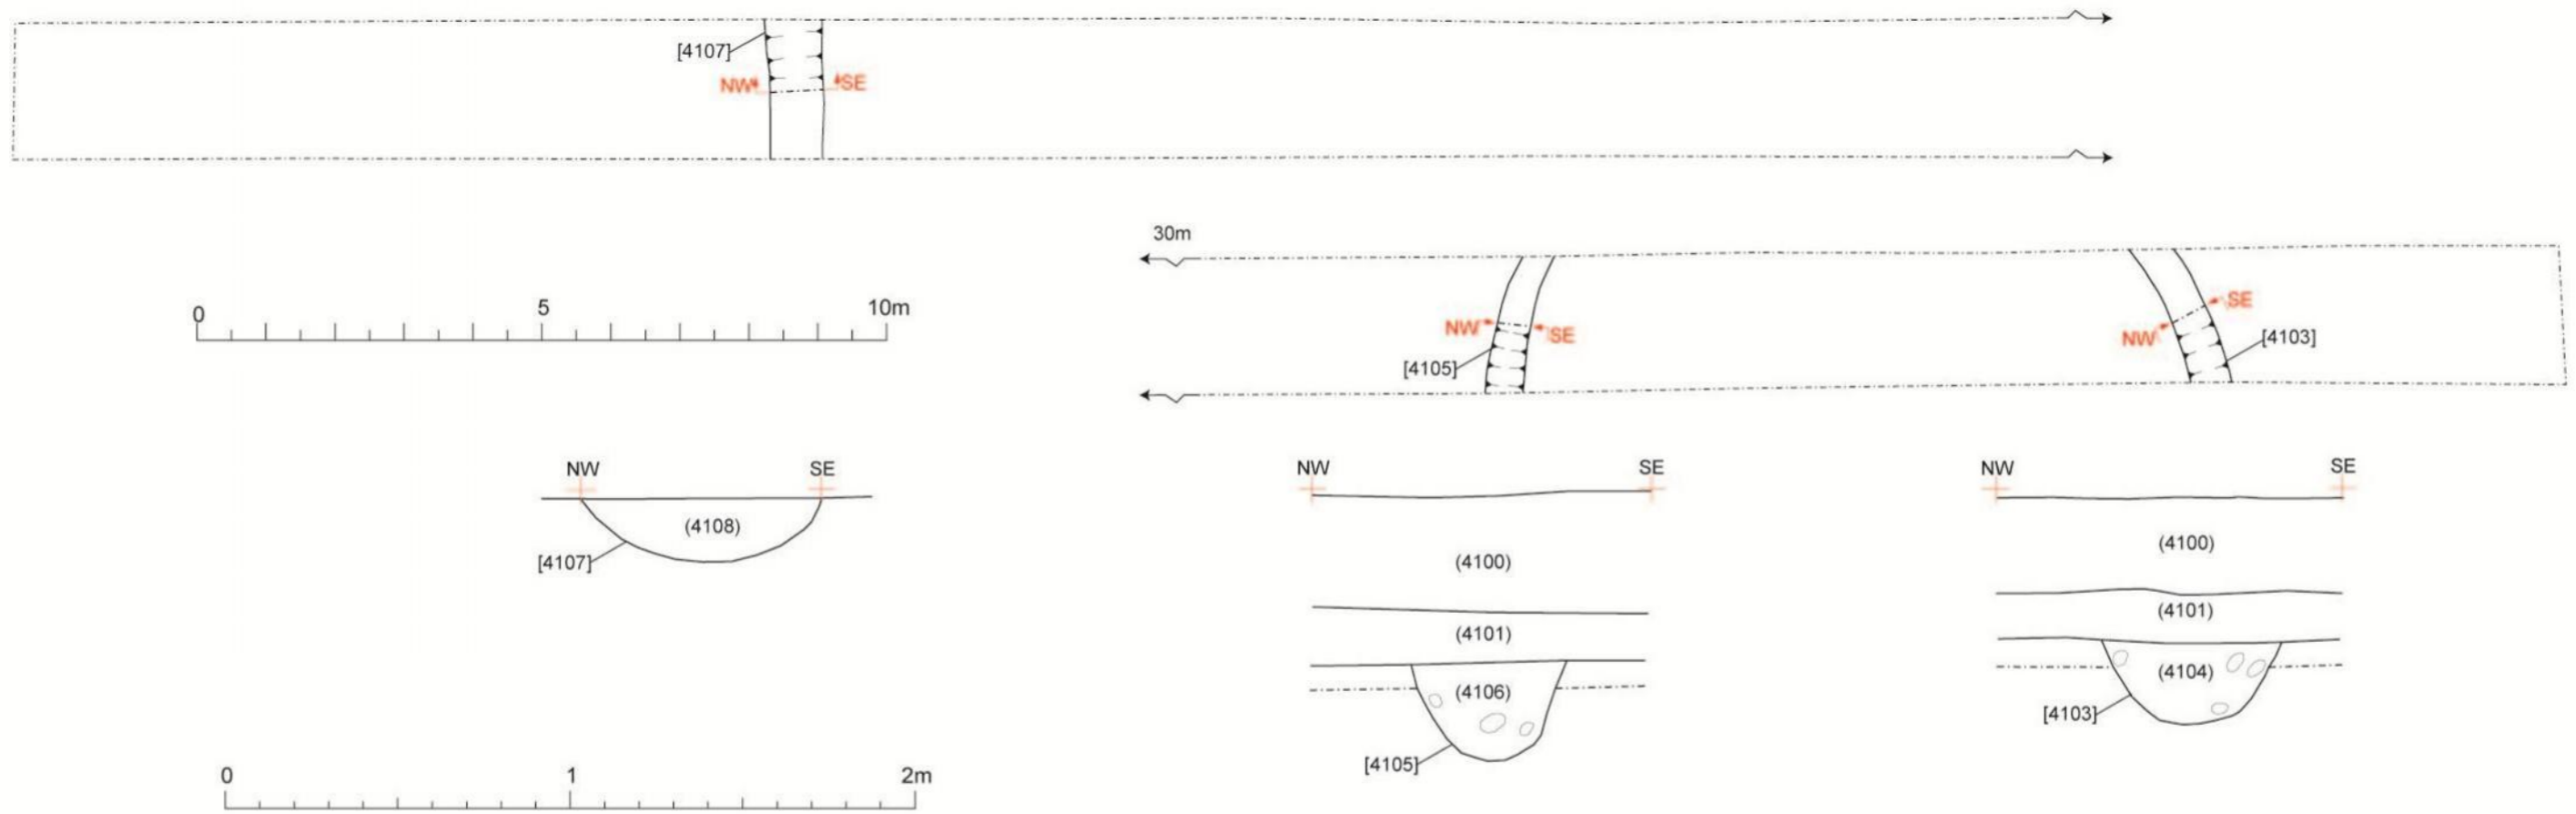 [4107]
NW SE
30m
0 5 10m
NW SE
[4105]
SE
NW
[4103]
NW SE
(4108)
[4107]
NW SE
(4100)
(4101)
(4106)
[4105]
NW SE
(4100)
(4101)
(4104)
[4103]
0 1 2m